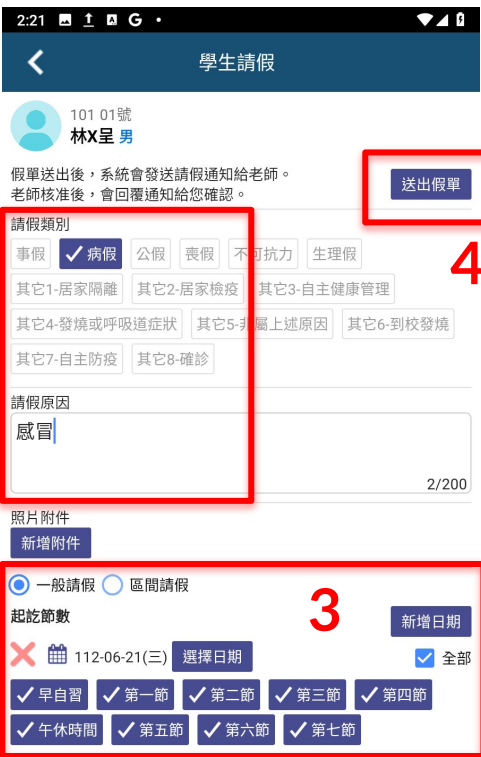 2:21
學生請假
101 01號
林X呈 男
假單送出後，系統會發送請假通知給老師。
老師核准後，會回覆通知給您確認。
送出假單
4
請假類別
事假 病假 公假 喪假 不可抗力 生理假
其它1-居家隔離 其它2-居家檢疫 其它3-自主健康管理
其它4-發燒或呼吸道症狀 其它5-非屬上述原因 其它6-到校發燒
其它7-自主防疫 其它8-確診
請假原因
感冒
2/200
照片附件
新增附件
一般請假 區間請假
3
起訖節數
新增日期
112-06-21(三) 選擇日期 全部
早自習 第一節 第二節 第三節 第四節
午休時間 第五節 第六節 第七節